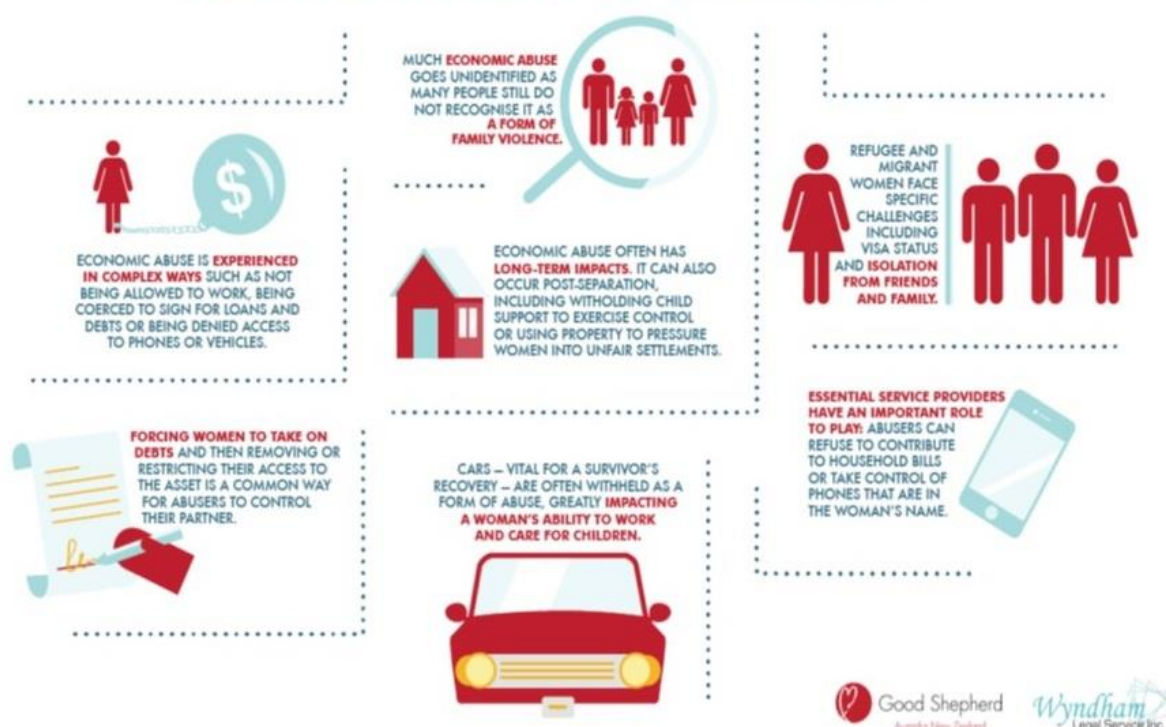 MUCH ECONOMIC ABUSE
GOES UNIDENTIFIED AS
MANY PEOPLE STILL DO
NOT RECOGNISE IT AS
A FORM OF
FAMILY VIOLENCE.
$
ECONOMIC ABUSE IS EXPERIENCED
IN COMPLEX WAYS SUCH AS NOT
BEING ALLOWED TO WORK, BEING
COERCED TO SIGN FOR LOANS AND
DEBTS OR BEING DENIED ACCESS
TO PHONES OR VEHICLES.
ECONOMIC ABUSE OFTEN HAS
LONG-TERM IMPACTS. IT CAN ALSO
OCCUR POST-SEPARATION,
INCLUDING WITHOLDING CHILD
SUPPORT TO EXERCISE CONTROL
OR USING PROPERTY TO PRESSURE
WOMEN INTO UNFAIR SETTLEMENTS.
REFUGEE AND
MIGRANT
WOMEN FACE
SPECIFIC
CHALLENGES
INCLUDING
VISA STATUS
AND ISOLATION
FROM FRIENDS
AND FAMILY.
FORCING WOMEN TO TAKE ON
DEBTS AND THEN REMOVING OR
RESTRICTING THEIR ACCESS TO
THE ASSET IS A COMMON WAY
FOR ABUSERS TO CONTROL
THEIR PARTNER.
CARS – VITAL FOR A SURVIVOR'S
RECOVERY – ARE OFTEN WITHHELD AS A
FORM OF ABUSE, GREATLY IMPACTING
A WOMAN'S ABILITY TO WORK
AND CARE FOR CHILDREN.
ESSENTIAL SERVICE PROVIDERS
HAVE AN IMPORTANT ROLE
TO PLAY: ABUSERS CAN
REFUSE TO CONTRIBUTE
TO HOUSEHOLD BILLS
OR TAKE CONTROL OF
PHONES THAT ARE IN
THE WOMAN'S NAME.
Good Shepherd
Australia New Zealand
Wyndham
Legal Service Inc.